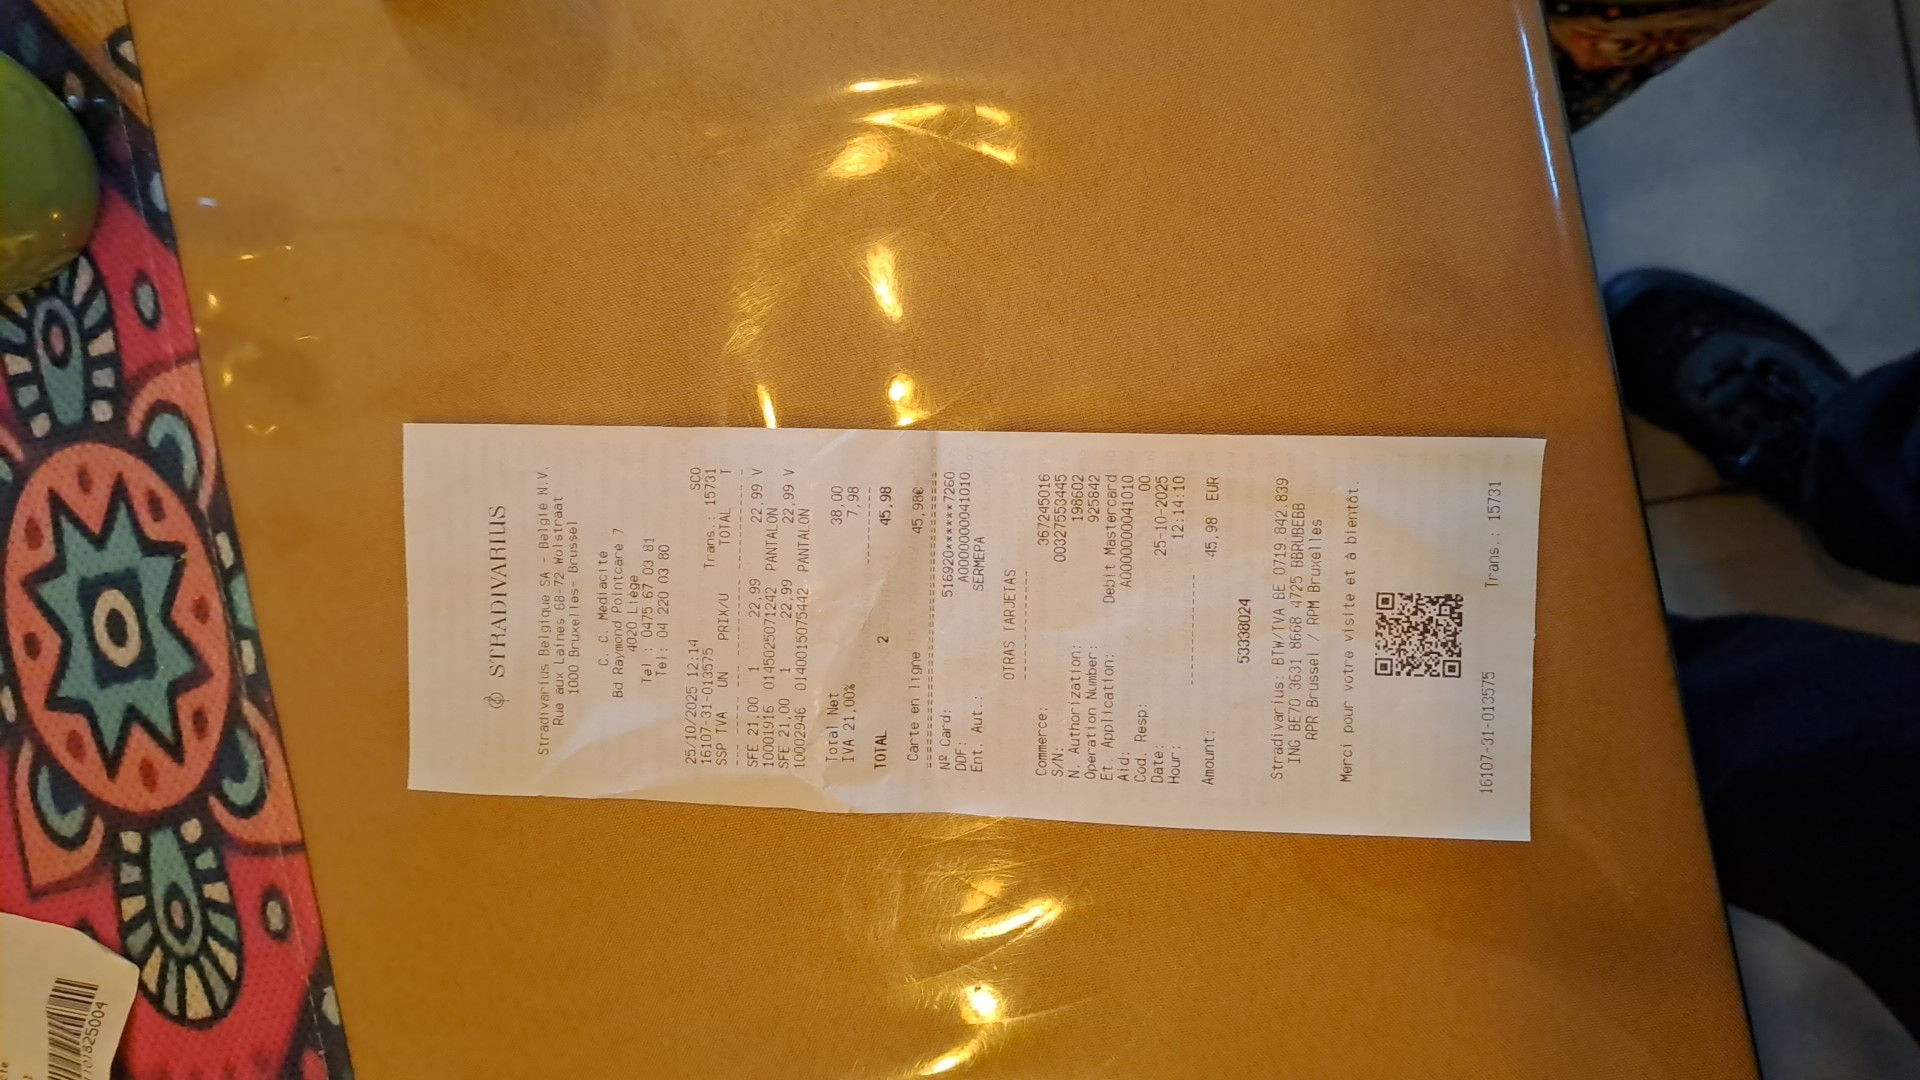 STRADIVARIUS
Stradivarius Belgique SA - Belgie N.V.
Rue aux Laines 68-72 Wolstraat
1000 Bruxelles- Brussel
C. C. Mediacite
Bd Raymond Pointcare 7
4020 Liège
Tel : 0475 67 03 81
Tel: 04 220 03 80
25/10/2025 12:14 SCO
16107-31-013575 Trans.: 15731
SSP TVA UN PRIX/U TOTAL T
SFE 21,00 1 22,99 22,99 V
10001916 01450250712​42 PANTALON
SFE 21,00 1 22,99 22,99 V
10002946 01400150754​42 PANTALON
Total Net 38,00
IVA 21,00% 7,98
TOTAL 2 45,98
Carte en ligne 45,98€
Nº Card: 516920******7260
DDF: A0000000041010
Ent. Aut.: SERMEPA
OTRAS TARJETAS
Commerce: 367245016
S/N: 00327553445
N. Authorization: 198602
Operation Number: 925842
Et. Application: Debit Mastercard
Aid: A0000000041010
Cod. Resp: 00
Date: 25-10-2025
Hour: 12:14:10
Amount: 45,98 EUR
53338024
Stradivarius: BTW/TVA BE 0719.842.839
ING BE70 3631 8668 4725 BBRUBEBB
RPR Brussel / RPM Bruxelles
Merci pour votre visite et à bientôt.
16107-31-013575 Trans.: 15731